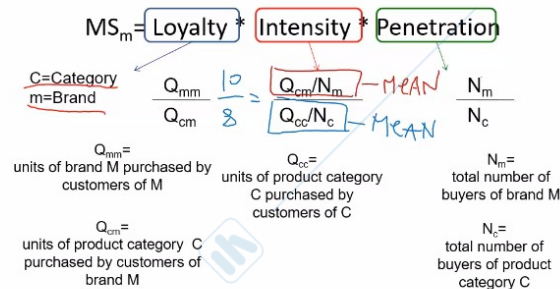 MSm= Loyalty * Intensity * Penetration
C=Category
m=Brand
Qmm 10 = Qcm/Nm - MEAN Nm
Qcm 8 Qcc/Nc - MEAN Nc
Qmm=
units of brand M purchased by
customers of M
Qcm=
units of product category C
purchased by customers of
brand M
Qcc=
units of product category
C purchased by
customers of C
Nm=
total number of
buyers of brand M
Nc=
total number of
buyers of product
category C